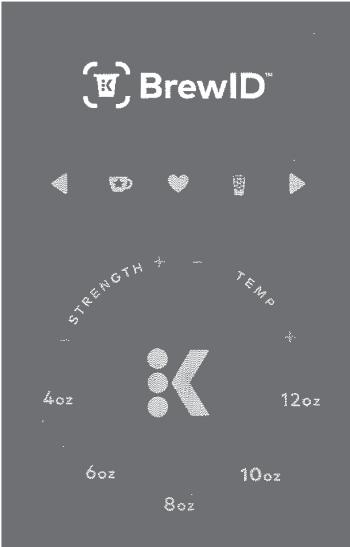 BrewID™
STRENGTH + - TEMP
- +
K
4oz 12oz
6oz 10oz
8oz